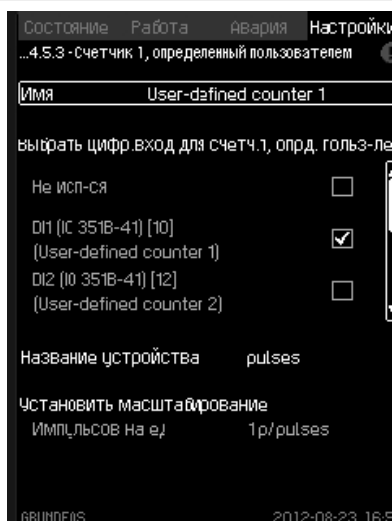 Состояние Работа Авария Настройки
...4.5.3 - Счетчик 1, определенный пользователем
Имя User-defined counter 1
Выбрать цифр.вход для счетч.1, опрд. польз-ле
Не исп-ся
DI1 (IO 351B-41) [10]
(User-defined counter 1)
DI2 (IO 351B-41) [12]
(User-defined counter 2)
Название устройства pulses
Установить масштабирование
Импульсов на ед 1p/pulses
GRUNDFOS 2012-08-23 16:5